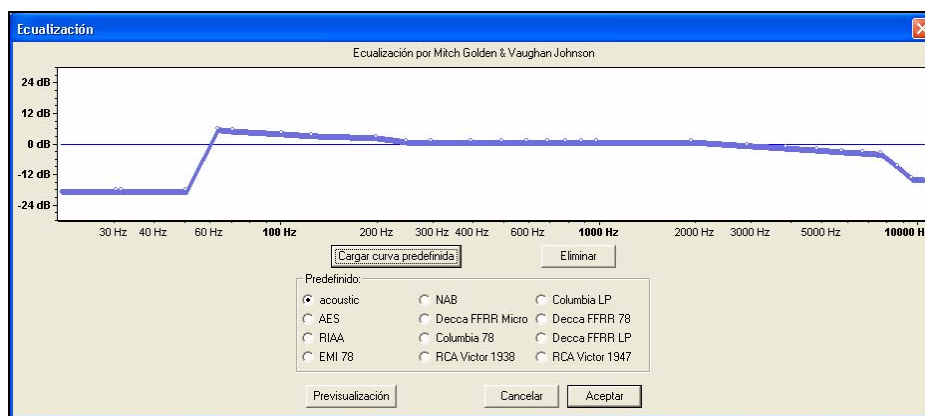 Ecualización
Ecualización por Mitch Golden & Vaughan Johnson
24 dB
12 dB
0 dB
-12 dB
-24 dB
30 Hz 40 Hz 60 Hz 100 Hz 200 Hz 300 Hz 400 Hz 600 Hz 1000 Hz 2000 Hz 3000 Hz 5000 Hz 10000 H
Cargar curva predefinida Eliminar
Predefinido:
acoustic NAB Columbia LP
AES Decca FFRR Micro Decca FFRR 78
RIAA Columbia 78 Decca FFRR LP
EMI 78 RCA Victor 1938 RCA Victor 1947
Previsualización Cancelar Aceptar